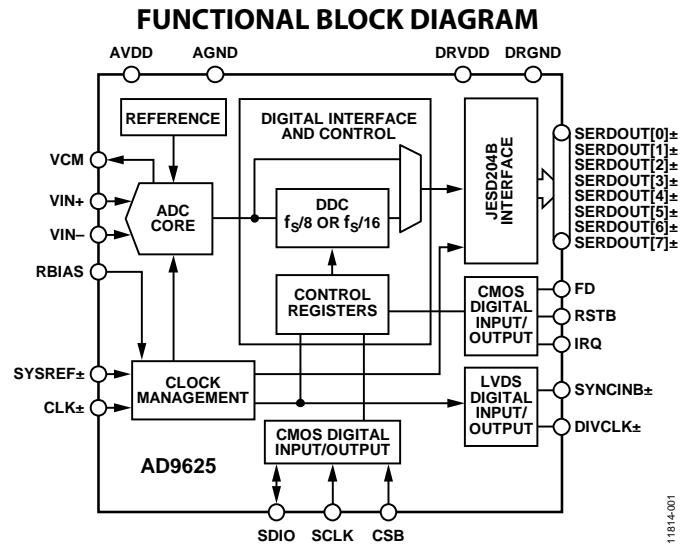 FUNCTIONAL BLOCK DIAGRAM
AVDD AGND DRVDD DRGND
REFERENCE
DIGITAL INTERFACE
AND CONTROL
JESD204B
INTERFACE
SERDOUT[0]±
SERDOUT[1]±
SERDOUT[2]±
SERDOUT[3]±
SERDOUT[4]±
SERDOUT[5]±
SERDOUT[6]±
SERDOUT[7]±
VCM
VIN+
VIN–
ADC
CORE
DDC
fS/8 OR fS/16
RBIAS
CONTROL
REGISTERS
CMOS
DIGITAL
INPUT/
OUTPUT
FD
RSTB
IRQ
SYSREF±
CLK±
CLOCK
MANAGEMENT
LVDS
DIGITAL
INPUT/
OUTPUT
SYNCINB±
DIVCLK±
CMOS DIGITAL
INPUT/OUTPUT
AD9625
SDIO SCLK CSB
11814-001